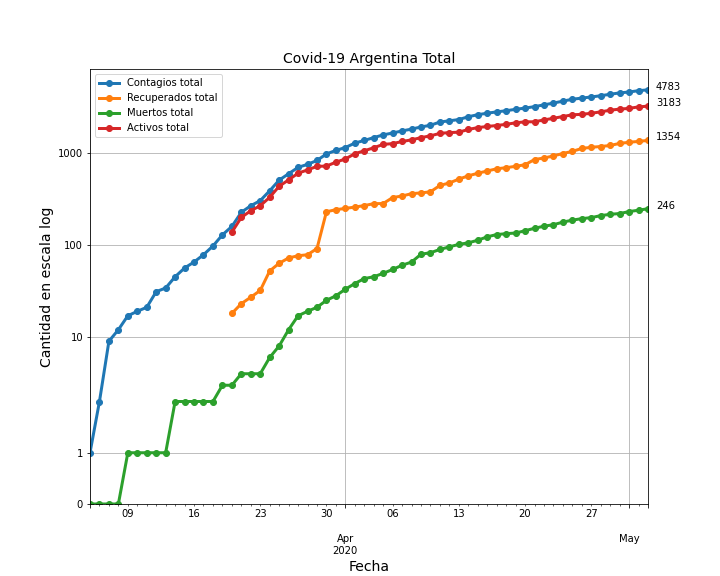 Covid-19 Argentina Total
Contagios total
Recuperados total
Muertos total
Activos total
4783
3183
1354
246
1000
100
10
1
0
Cantidad en escala log
09
16
23
30
06
13
20
27
Apr
2020
May
Fecha